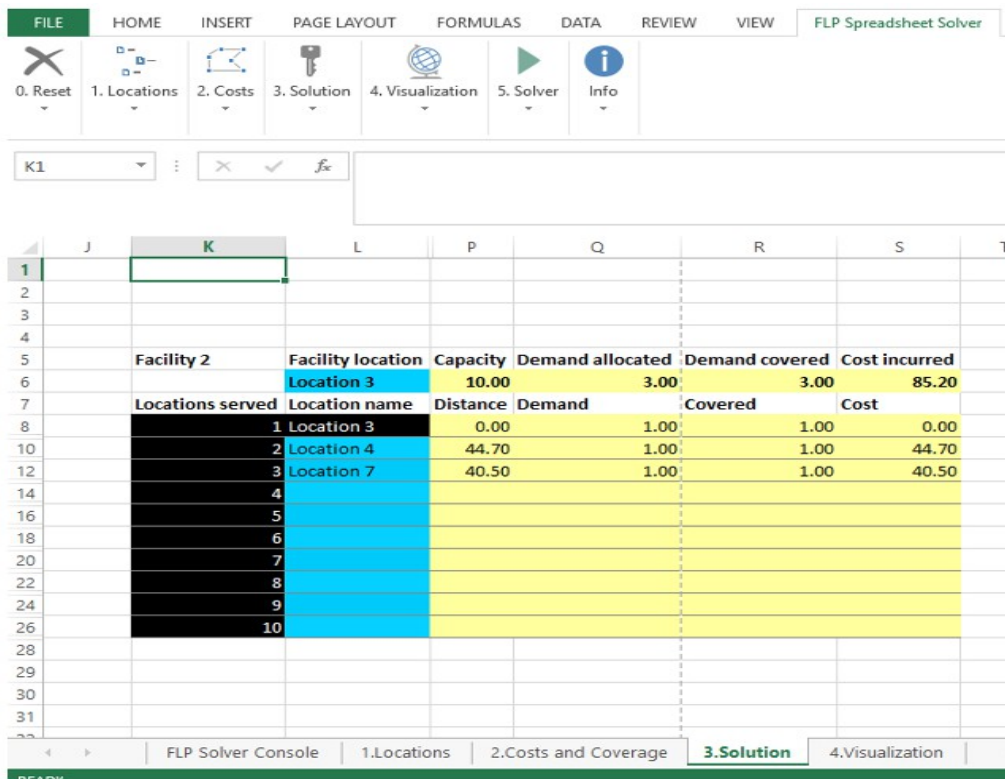 FILE HOME INSERT PAGE LAYOUT FORMULAS DATA REVIEW VIEW FLP Spreadsheet Solver
0. Reset 1. Locations 2. Costs 3. Solution 4. Visualization 5. Solver Info
K1 fx
J K L P Q R S T
1
2
3
4
5 Facility 2 Facility location Capacity Demand allocated Demand covered Cost incurred
6 Location 3 10.00 3.00 3.00 85.20
7 Locations served Location name Distance Demand Covered Cost
8 1 Location 3 0.00 1.00 1.00 0.00
10 2 Location 4 44.70 1.00 1.00 44.70
12 3 Location 7 40.50 1.00 1.00 40.50
14 4
16 5
18 6
20 7
22 8
24 9
26 10
28
29
30
31
FLP Solver Console 1.Locations 2.Costs and Coverage 3.Solution 4.Visualization